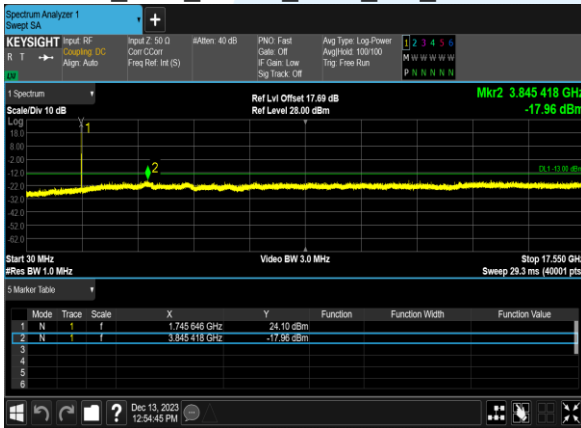 Spectrum Analyzer 1
Swept SA
KEYSIGHT Input: RF Input Z: 50 Ω #Atten: 40 dB PNO: Fast Avg Type: Log-Power 1 2 3 4 5 6
R T Coupling: DC Corr CCorr Gate: Off Avg|Hold: 100/100 M W W W W W
Align: Auto Freq Ref: Int (S) IF Gain: Low Trig: Free Run
Sig Track: Off P N N N N N
1 Spectrum Ref Lvl Offset 17.69 dB Mkr2 3.845 418 GHz
Scale/Div 10 dB Ref Level 28.00 dBm -17.96 dBm
Log
18.0
8.00
-2.00
-12.0
-22.0
-32.0
-42.0
-52.0
-62.0
1
2
DL1 -13.00 dBm
Start 30 MHz Video BW 3.0 MHz Stop 17.550 GHz
#Res BW 1.0 MHz Sweep 29.3 ms (40001 pts)
5 Marker Table
Mode Trace Scale X Y Function Function Width Function Value
1 N 1 f 1.745 646 GHz 24.10 dBm
2 N 1 f 3.845 418 GHz -17.96 dBm
3
4
5
6
? Dec 13, 2023
12:54:45 PM